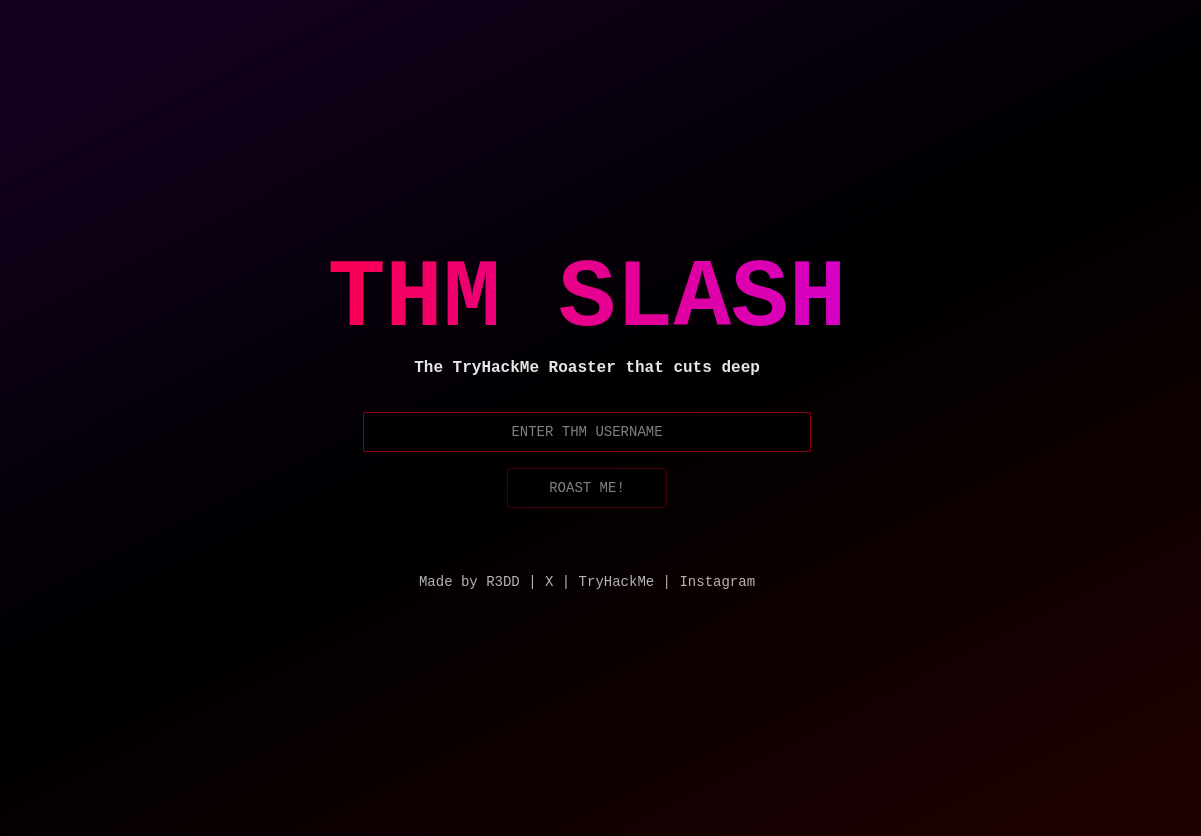 THM SLASH
The TryHackMe Roaster that cuts deep
ENTER THM USERNAME
ROAST ME!
Made by R3DD | X | TryHackMe | Instagram